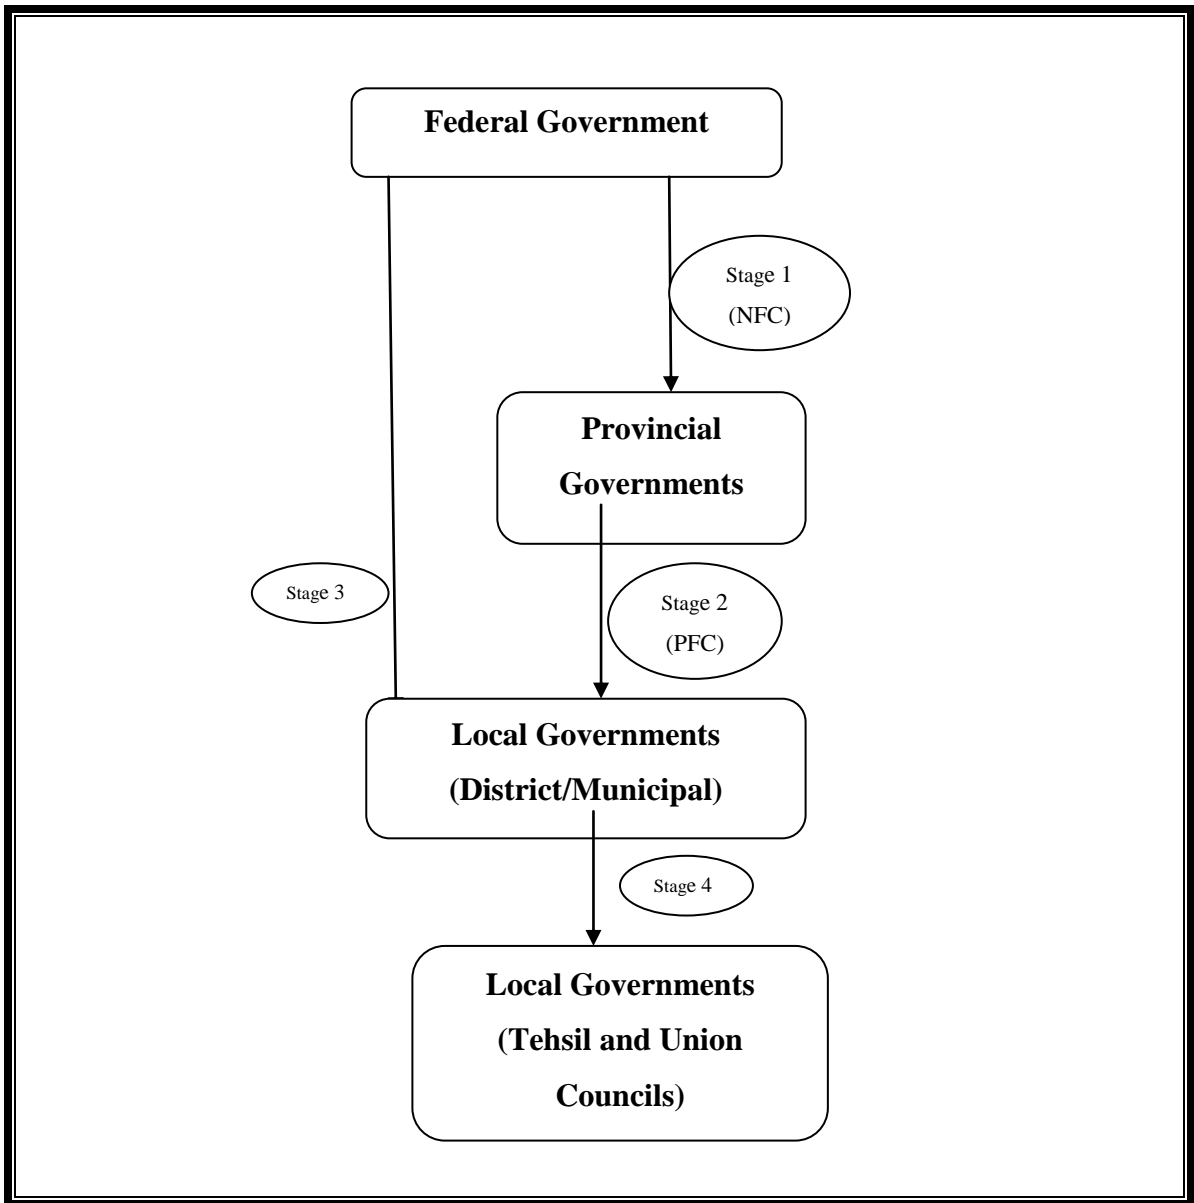 Federal Government
Stage 1
(NFC)
Provincial
Governments
Stage 3
Stage 2
(PFC)
Local Governments
(District/Municipal)
Stage 4
Local Governments
(Tehsil and Union
Councils)